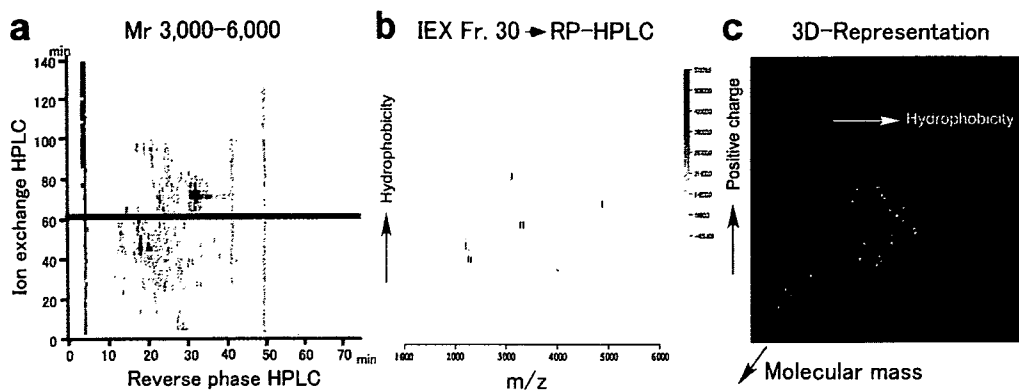 a Mr 3,000-6,000
min
140
120
100
80
60
40
20
0
Ion exchange HPLC
0 10 20 30 40 50 60 70 min
Reverse phase HPLC
b IEX Fr. 30 → RP-HPLC
Hydrophobicity
1000 2000 3000 4000 5000 6000
m/z
c 3D-Representation
Hydrophobicity
Positive charge
Molecular mass